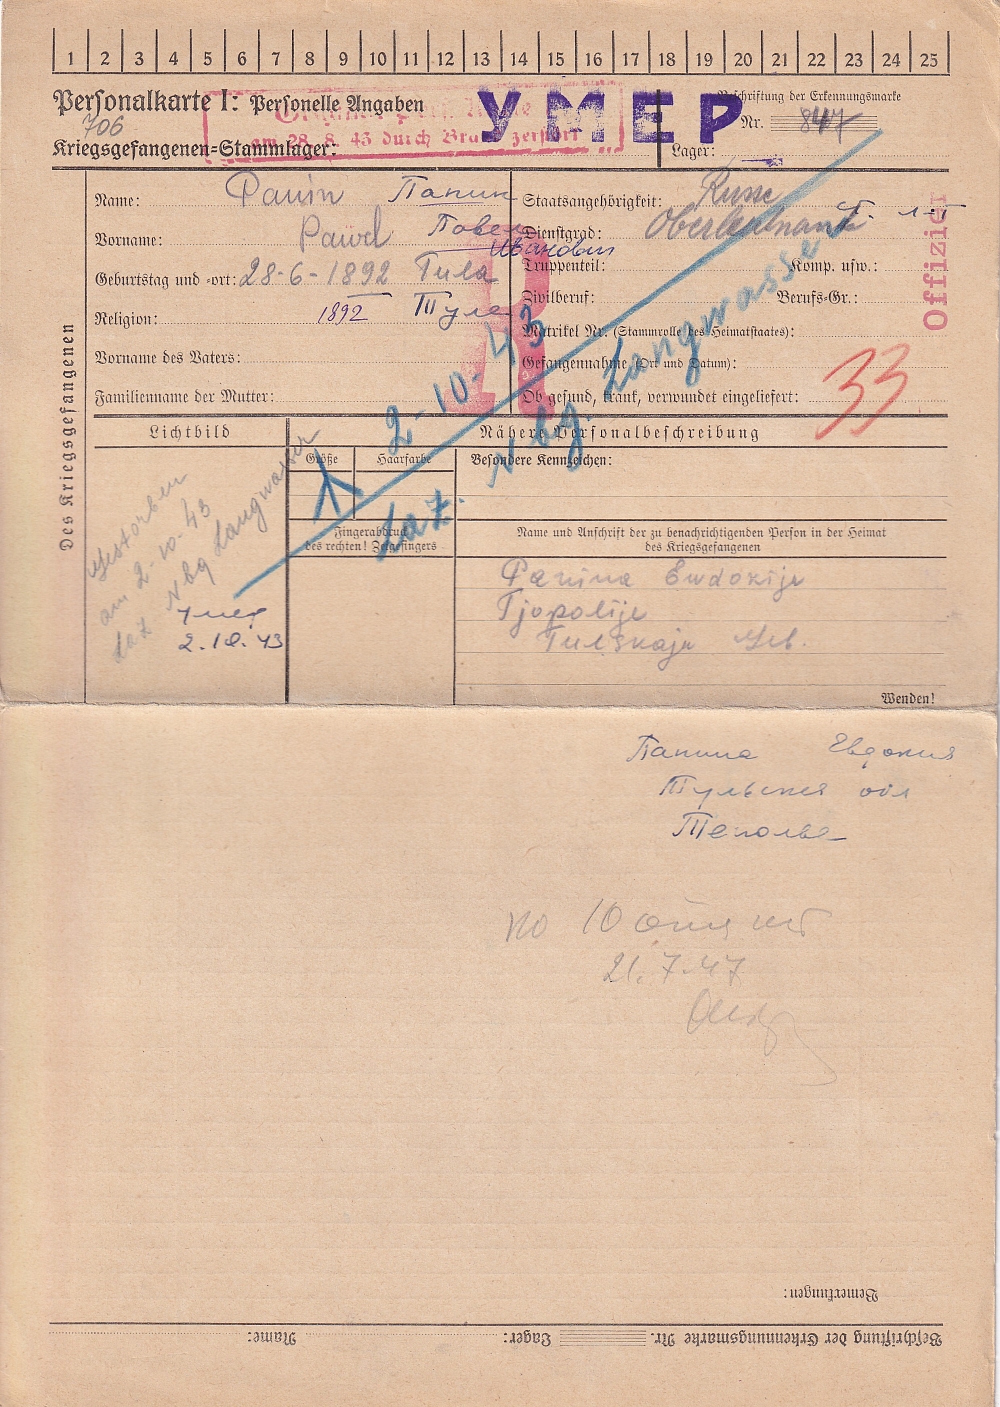 1 2 3 4 5 6 7 8 9 10 11 12 13 14 15 16 17 18 19 20 21 22 23 24 25
Personalkarte I: Personelle Angaben
УМЕР
Beschriftung der Erkennungsmarke
Nr. 847
706
am 28. 8. 43 durch
Kriegsgefangenen=Stammlager:
Lager:
Des Kriegsgefangenen
Name: Panin Панин
Vorname: Pawel Павел
Иванович
Geburtstag und =ort: 28-6-1892 Tula
Religion: 1892 Тула
Vorname des Vaters:
Familienname der Mutter:
Staatsangehörigkeit: Russe
Dienstgrad: Oberleutnant
Truppenteil: Komp. usw.:
Zivilberuf: Berufs=Gr.:
Matrikel Nr. (Stammrolle des Heimatstaates):
Gefangennahme (Ort und Datum):
Ob gesund, krank, verwundet eingeliefert:
Offizier
33
2-10-43
Laz. Nbg. Langwasser
Lichtbild
Nähere Personalbeschreibung
Größe Haarfarbe Besondere Kennzeichen:
Gestorben
am 2-10-43
Laz Nbg Langwasser
умер
2.10.43
Fingerabdruck
des rechten! Zeigefingers
Name und Anschrift der zu benachrichtigenden Person in der Heimat
des Kriegsgefangenen
Panina Ewdokija
Tjopolije
Tulskaja Geb.
Wenden!
Панина Евдокия
Тульская обл
Теполье
по 10
21.7.47
Bemerkungen:
Beschriftung der Erkennungsmarke Nr. Lager: Name: